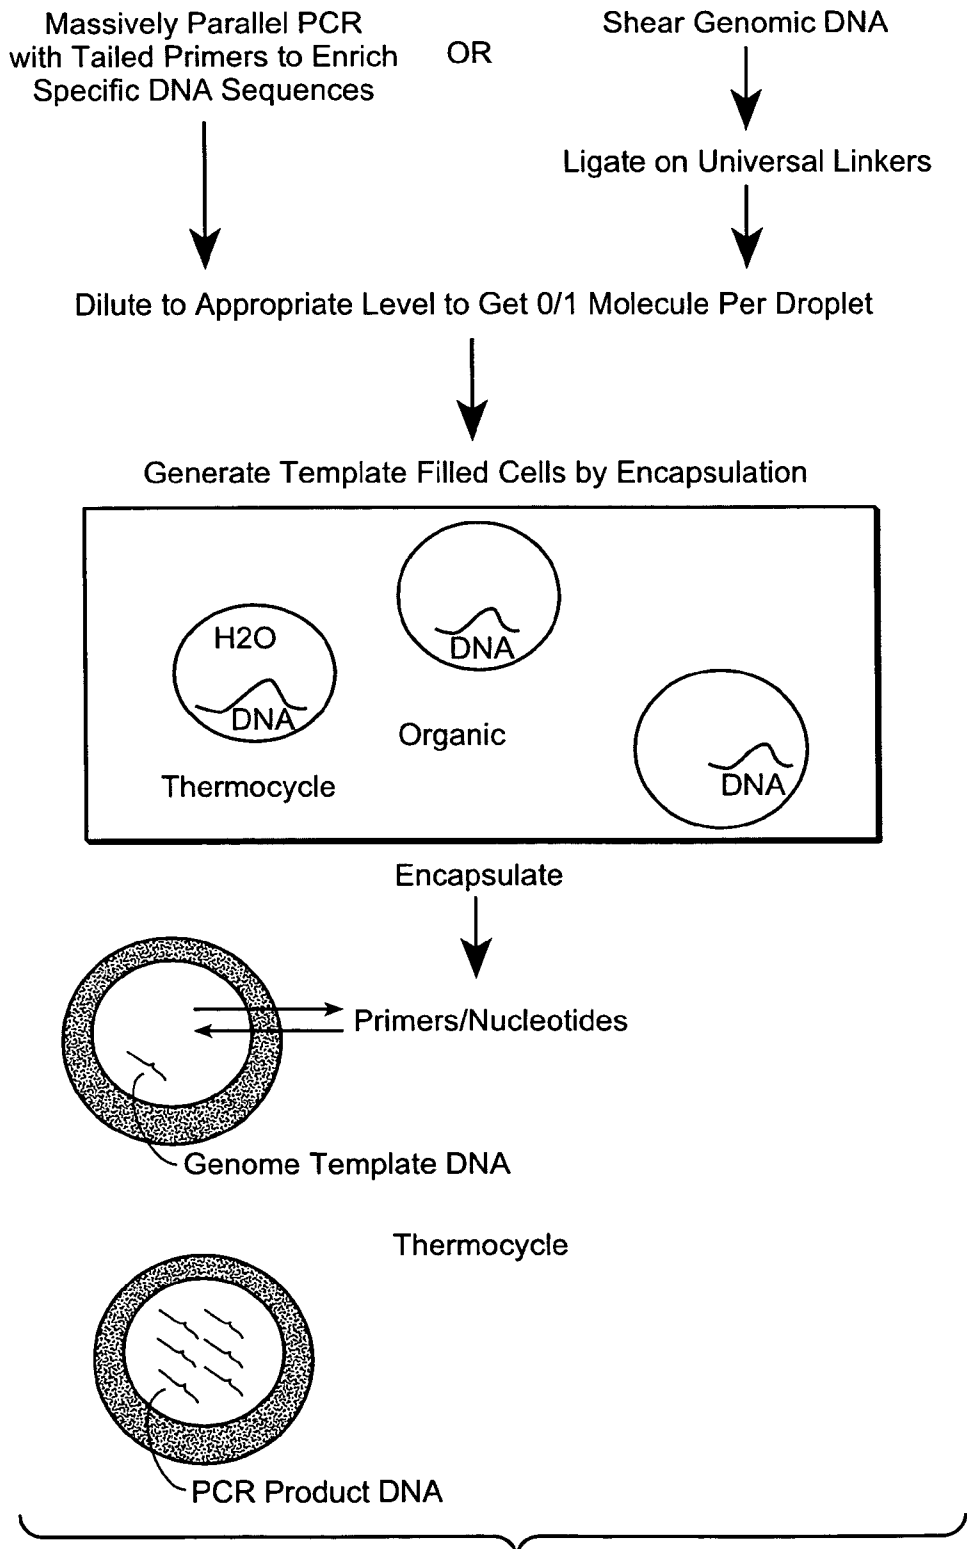 Massively Parallel PCR
with Tailed Primers to Enrich
Specific DNA Sequences
OR
Shear Genomic DNA
Ligate on Universal Linkers
Dilute to Appropriate Level to Get 0/1 Molecule Per Droplet
Generate Template Filled Cells by Encapsulation
DNA
H2O
DNA
Organic
DNA
Thermocycle
Encapsulate
Primers/Nucleotides
Genome Template DNA
Thermocycle
PCR Product DNA